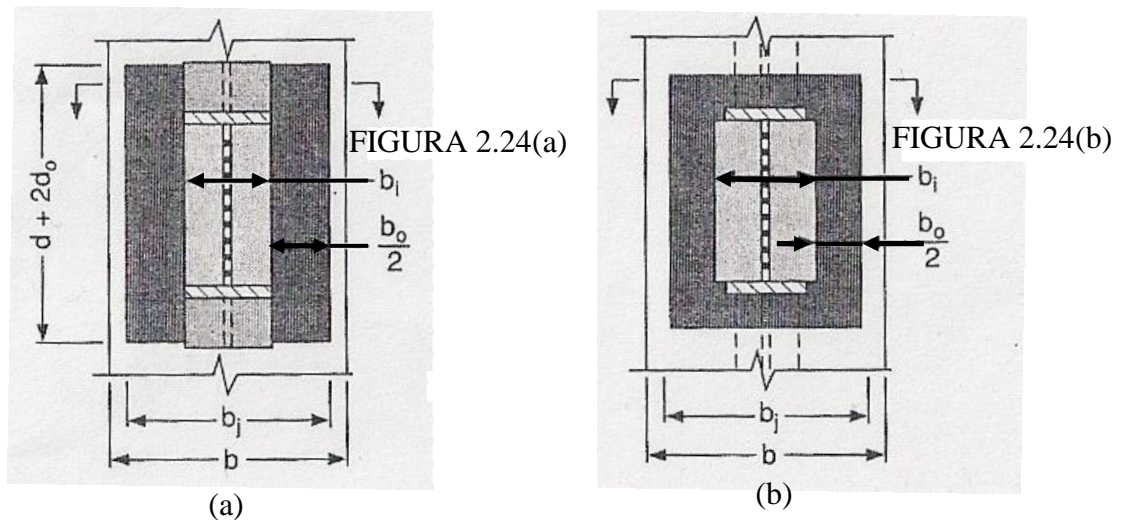 d + 2d₀
FIGURA 2.24(a)
bᵢ
b₀
2
bⱼ
b
(a)
FIGURA 2.24(b)
bᵢ
b₀
2
bⱼ
b
(b)